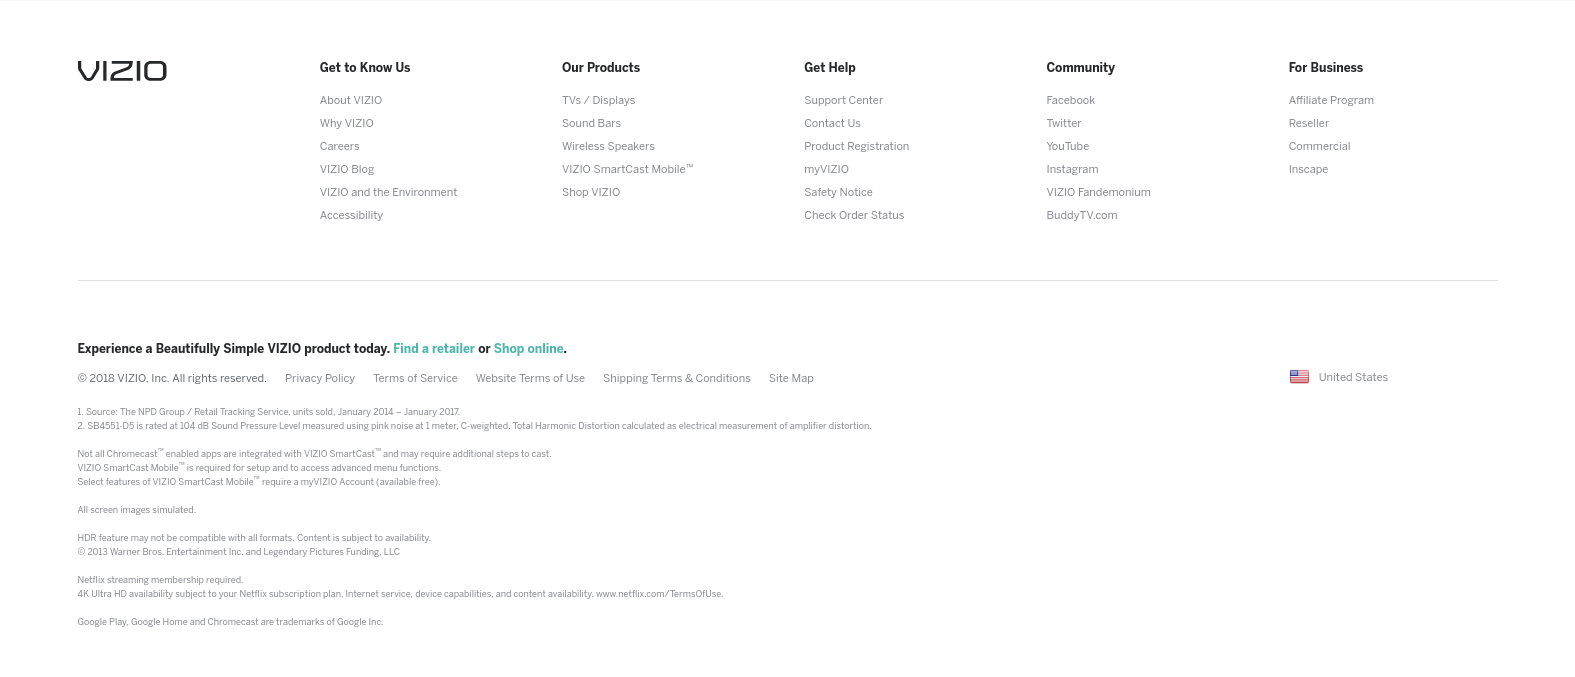 VIZIO
Get to Know Us
About VIZIO
Why VIZIO
Careers
VIZIO Blog
VIZIO and the Environment
Accessibility
Our Products
TVs / Displays
Sound Bars
Wireless Speakers
VIZIO SmartCast Mobile™
Shop VIZIO
Get Help
Support Center
Contact Us
Product Registration
myVIZIO
Safety Notice
Check Order Status
Community
Facebook
Twitter
YouTube
Instagram
VIZIO Fandemonium
BuddyTV.com
For Business
Affiliate Program
Reseller
Commercial
Inscape
Experience a Beautifully Simple VIZIO product today. Find a retailer or Shop online.
© 2018 VIZIO, Inc. All rights reserved. Privacy Policy Terms of Service Website Terms of Use Shipping Terms & Conditions Site Map
United States
1. Source: The NPD Group / Retail Tracking Service, units sold, January 2014 – January 2017.
2. SB4551-D5 is rated at 104 dB Sound Pressure Level measured using pink noise at 1 meter, C-weighted. Total Harmonic Distortion calculated as electrical measurement of amplifier distortion.
Not all Chromecast™ enabled apps are integrated with VIZIO SmartCast™ and may require additional steps to cast.
VIZIO SmartCast Mobile™ is required for setup and to access advanced menu functions.
Select features of VIZIO SmartCast Mobile™ require a myVIZIO Account (available free).
All screen images simulated.
HDR feature may not be compatible with all formats. Content is subject to availability.
© 2013 Warner Bros. Entertainment Inc. and Legendary Pictures Funding, LLC
Netflix streaming membership required.
4K Ultra HD availability subject to your Netflix subscription plan, Internet service, device capabilities, and content availability. www.netflix.com/TermsOfUse.
Google Play, Google Home and Chromecast are trademarks of Google Inc.